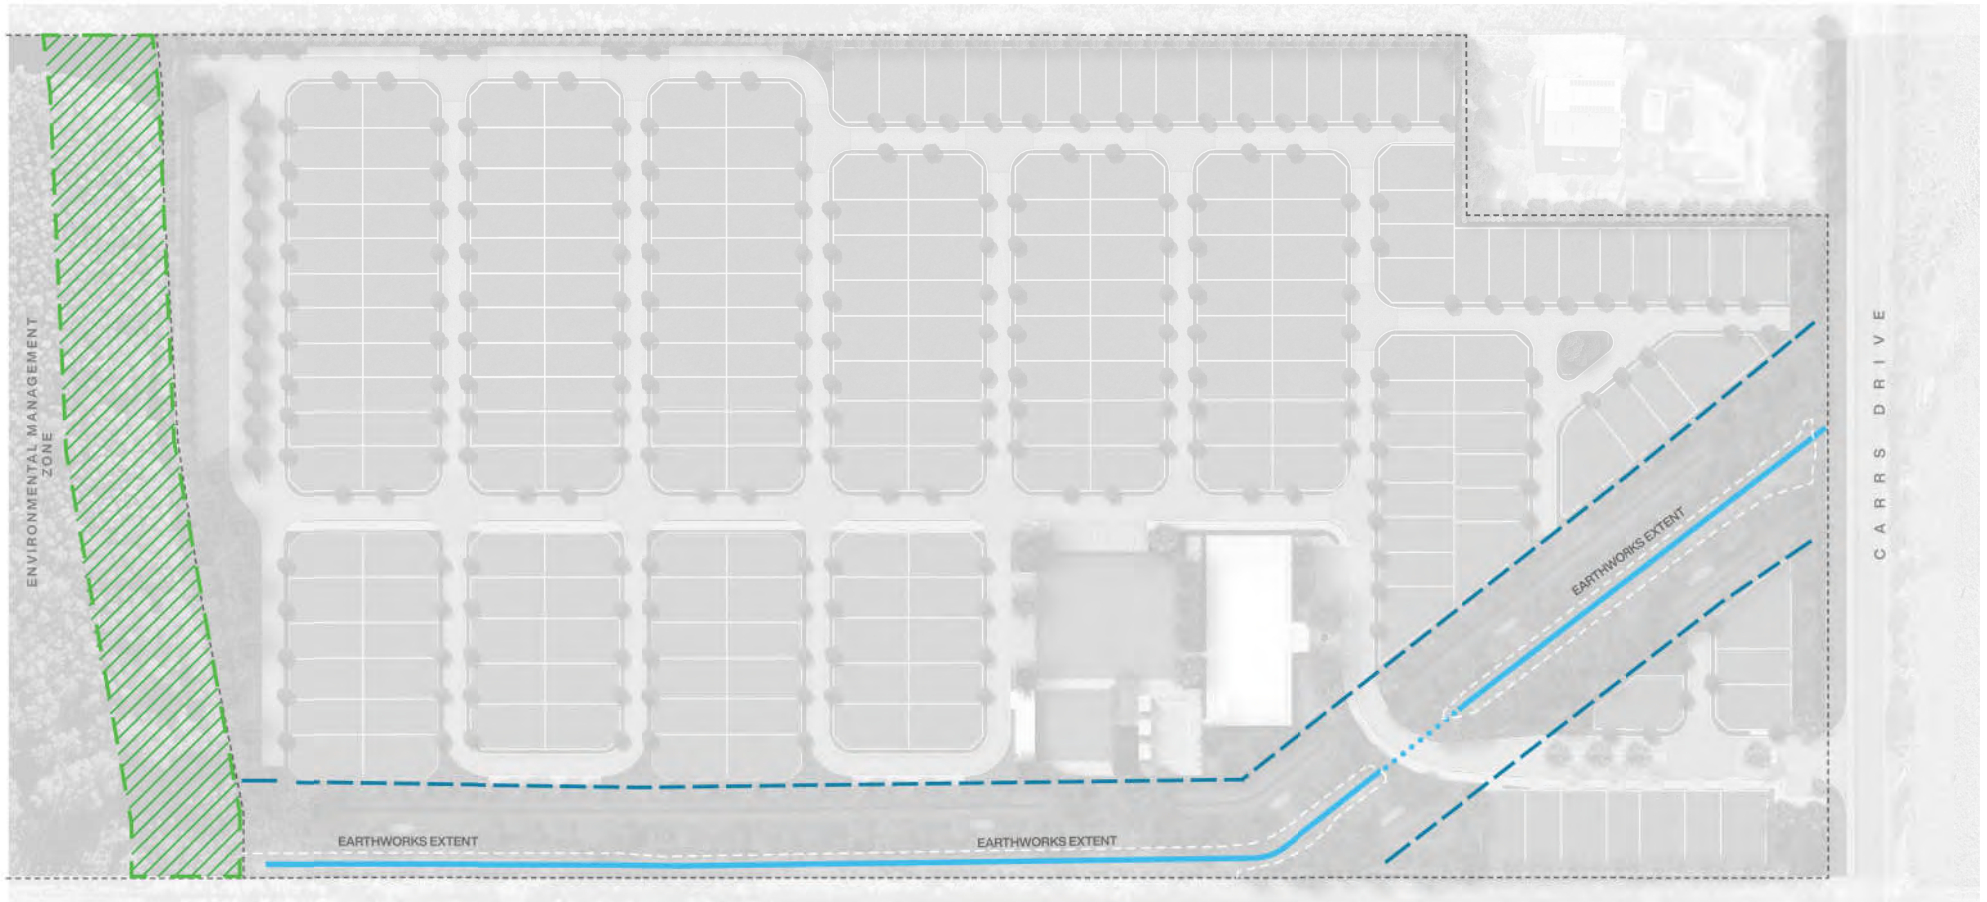 ENVIRONMENTAL MANAGEMENT
ZONE
CARRS DRIVE
EARTHWORKS EXTENT
EARTHWORKS EXTENT
EARTHWORKS EXTENT